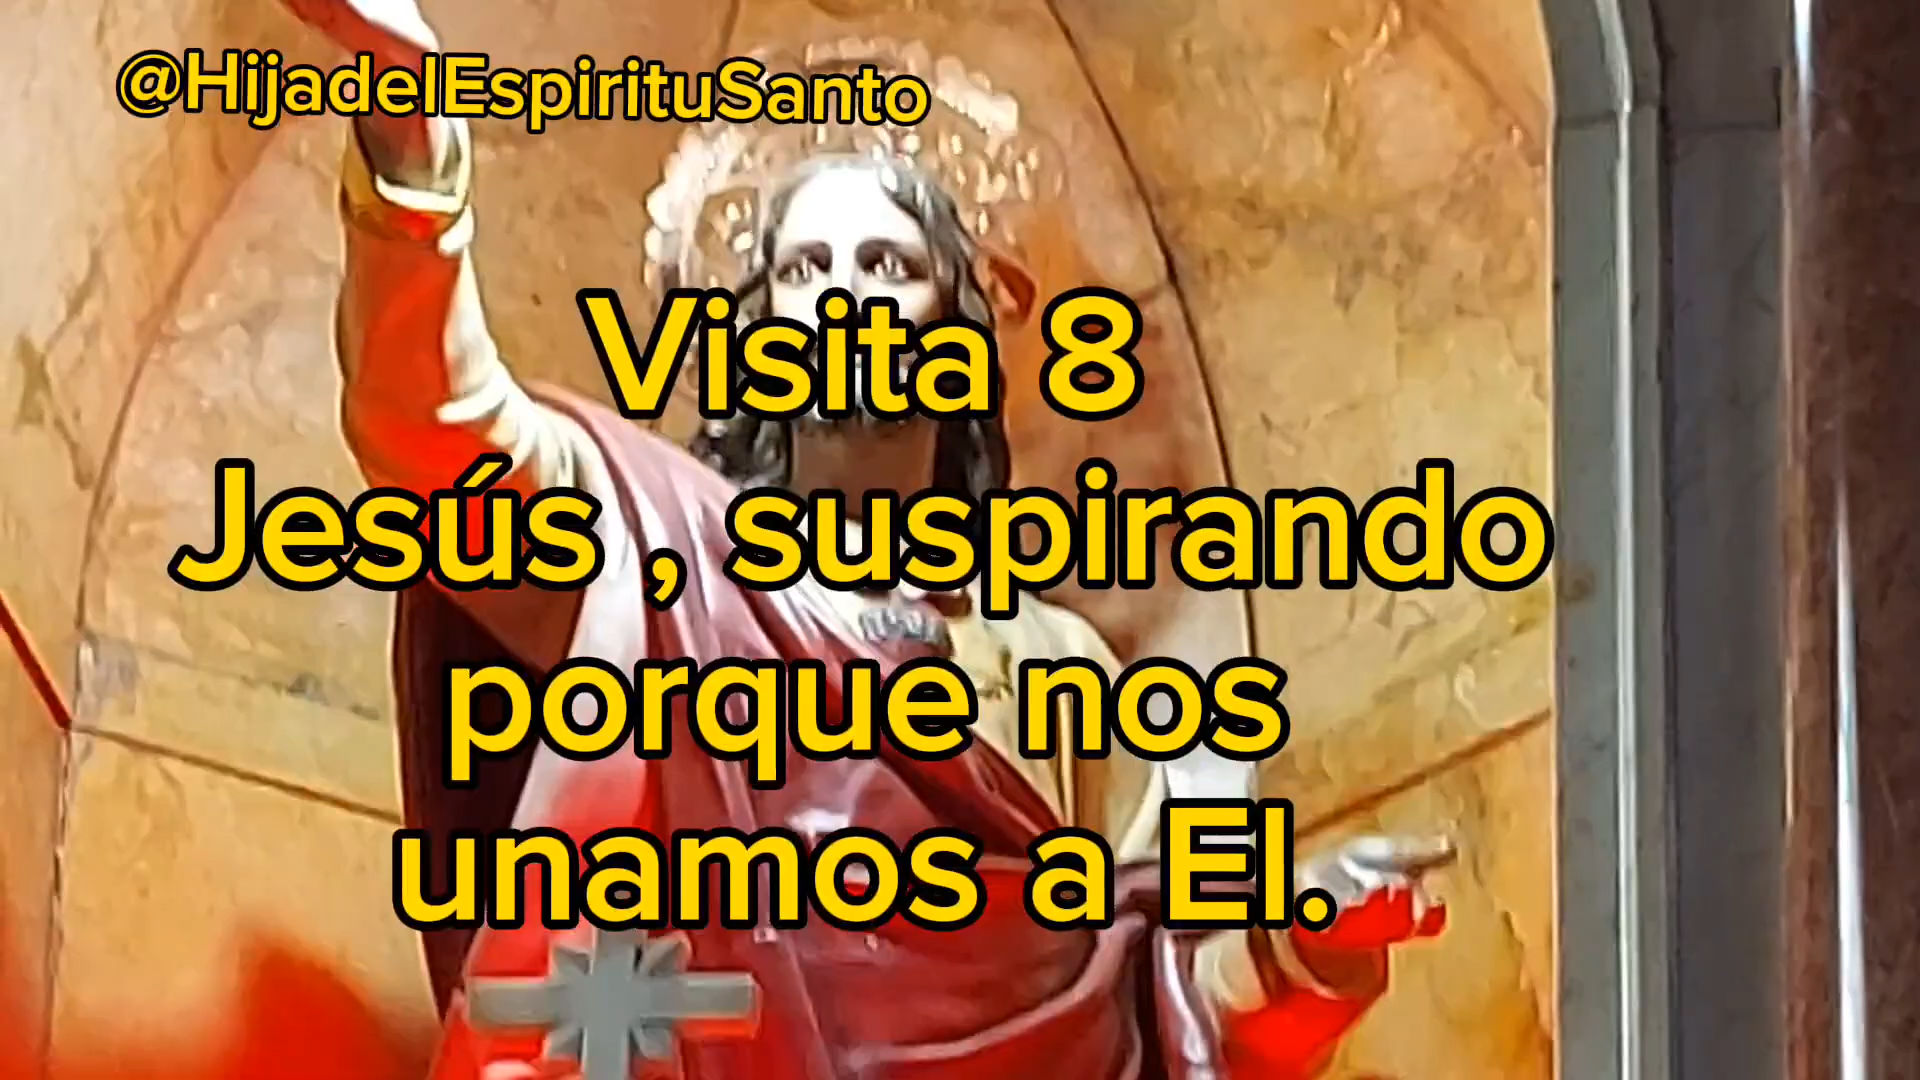 @HijadelEspirituSanto
Visita 8
Jesús , suspirando
porque nos
unamos a El.